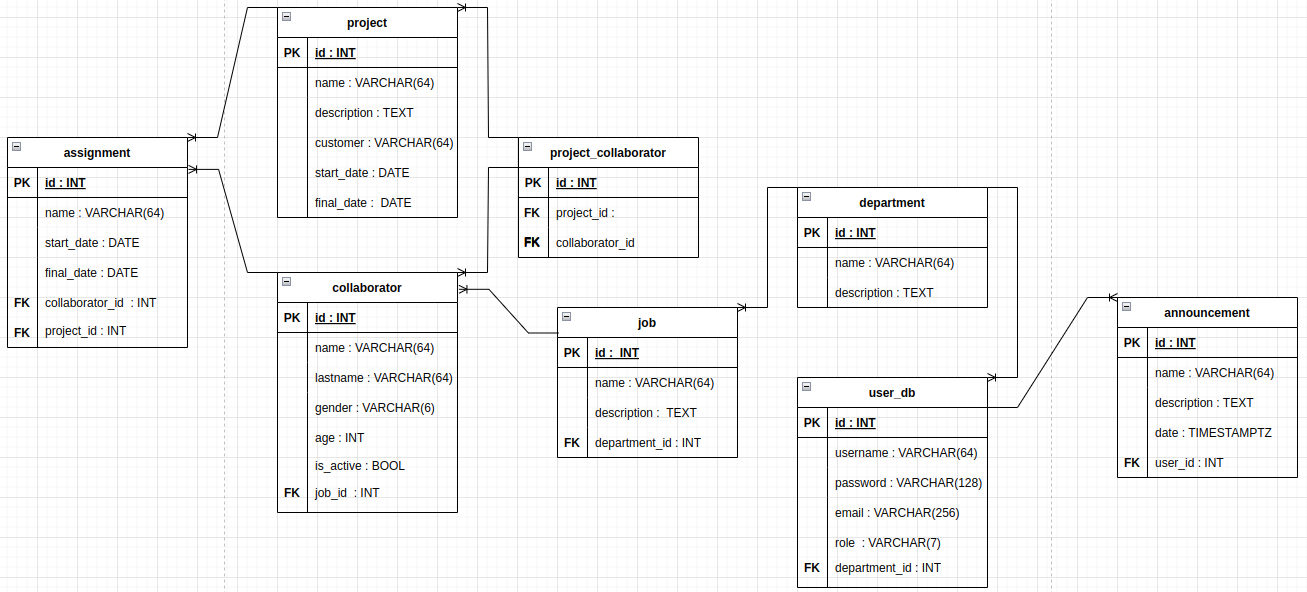 project
PK id : INT
name : VARCHAR(64)
description : TEXT
customer : VARCHAR(64)
start_date : DATE
final_date : DATE
assignment
PK id : INT
name : VARCHAR(64)
start_date : DATE
final_date : DATE
FK collaborator_id : INT
FK project_id : INT
project_collaborator
PK id : INT
FK project_id :
FK collaborator_id
collaborator
PK id : INT
name : VARCHAR(64)
lastname : VARCHAR(64)
gender : VARCHAR(6)
age : INT
is_active : BOOL
FK job_id : INT
job
PK id : INT
name : VARCHAR(64)
description : TEXT
FK department_id : INT
department
PK id : INT
name : VARCHAR(64)
description : TEXT
user_db
PK id : INT
username : VARCHAR(64)
password : VARCHAR(128)
email : VARCHAR(256)
role : VARCHAR(7)
FK department_id : INT
announcement
PK id : INT
name : VARCHAR(64)
description : TEXT
date : TIMESTAMPTZ
FK user_id : INT